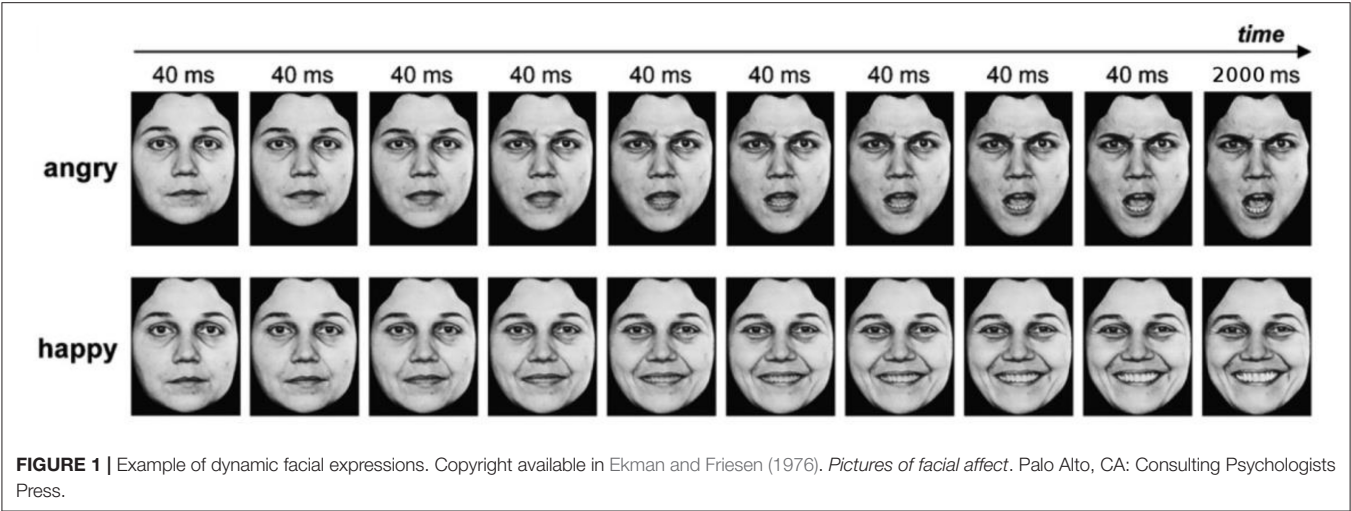 time
40 ms 40 ms 40 ms 40 ms 40 ms 40 ms 40 ms 40 ms 40 ms 2000 ms
angry
happy
FIGURE 1 | Example of dynamic facial expressions. Copyright available in Ekman and Friesen (1976). Pictures of facial affect. Palo Alto, CA: Consulting Psychologists
Press.